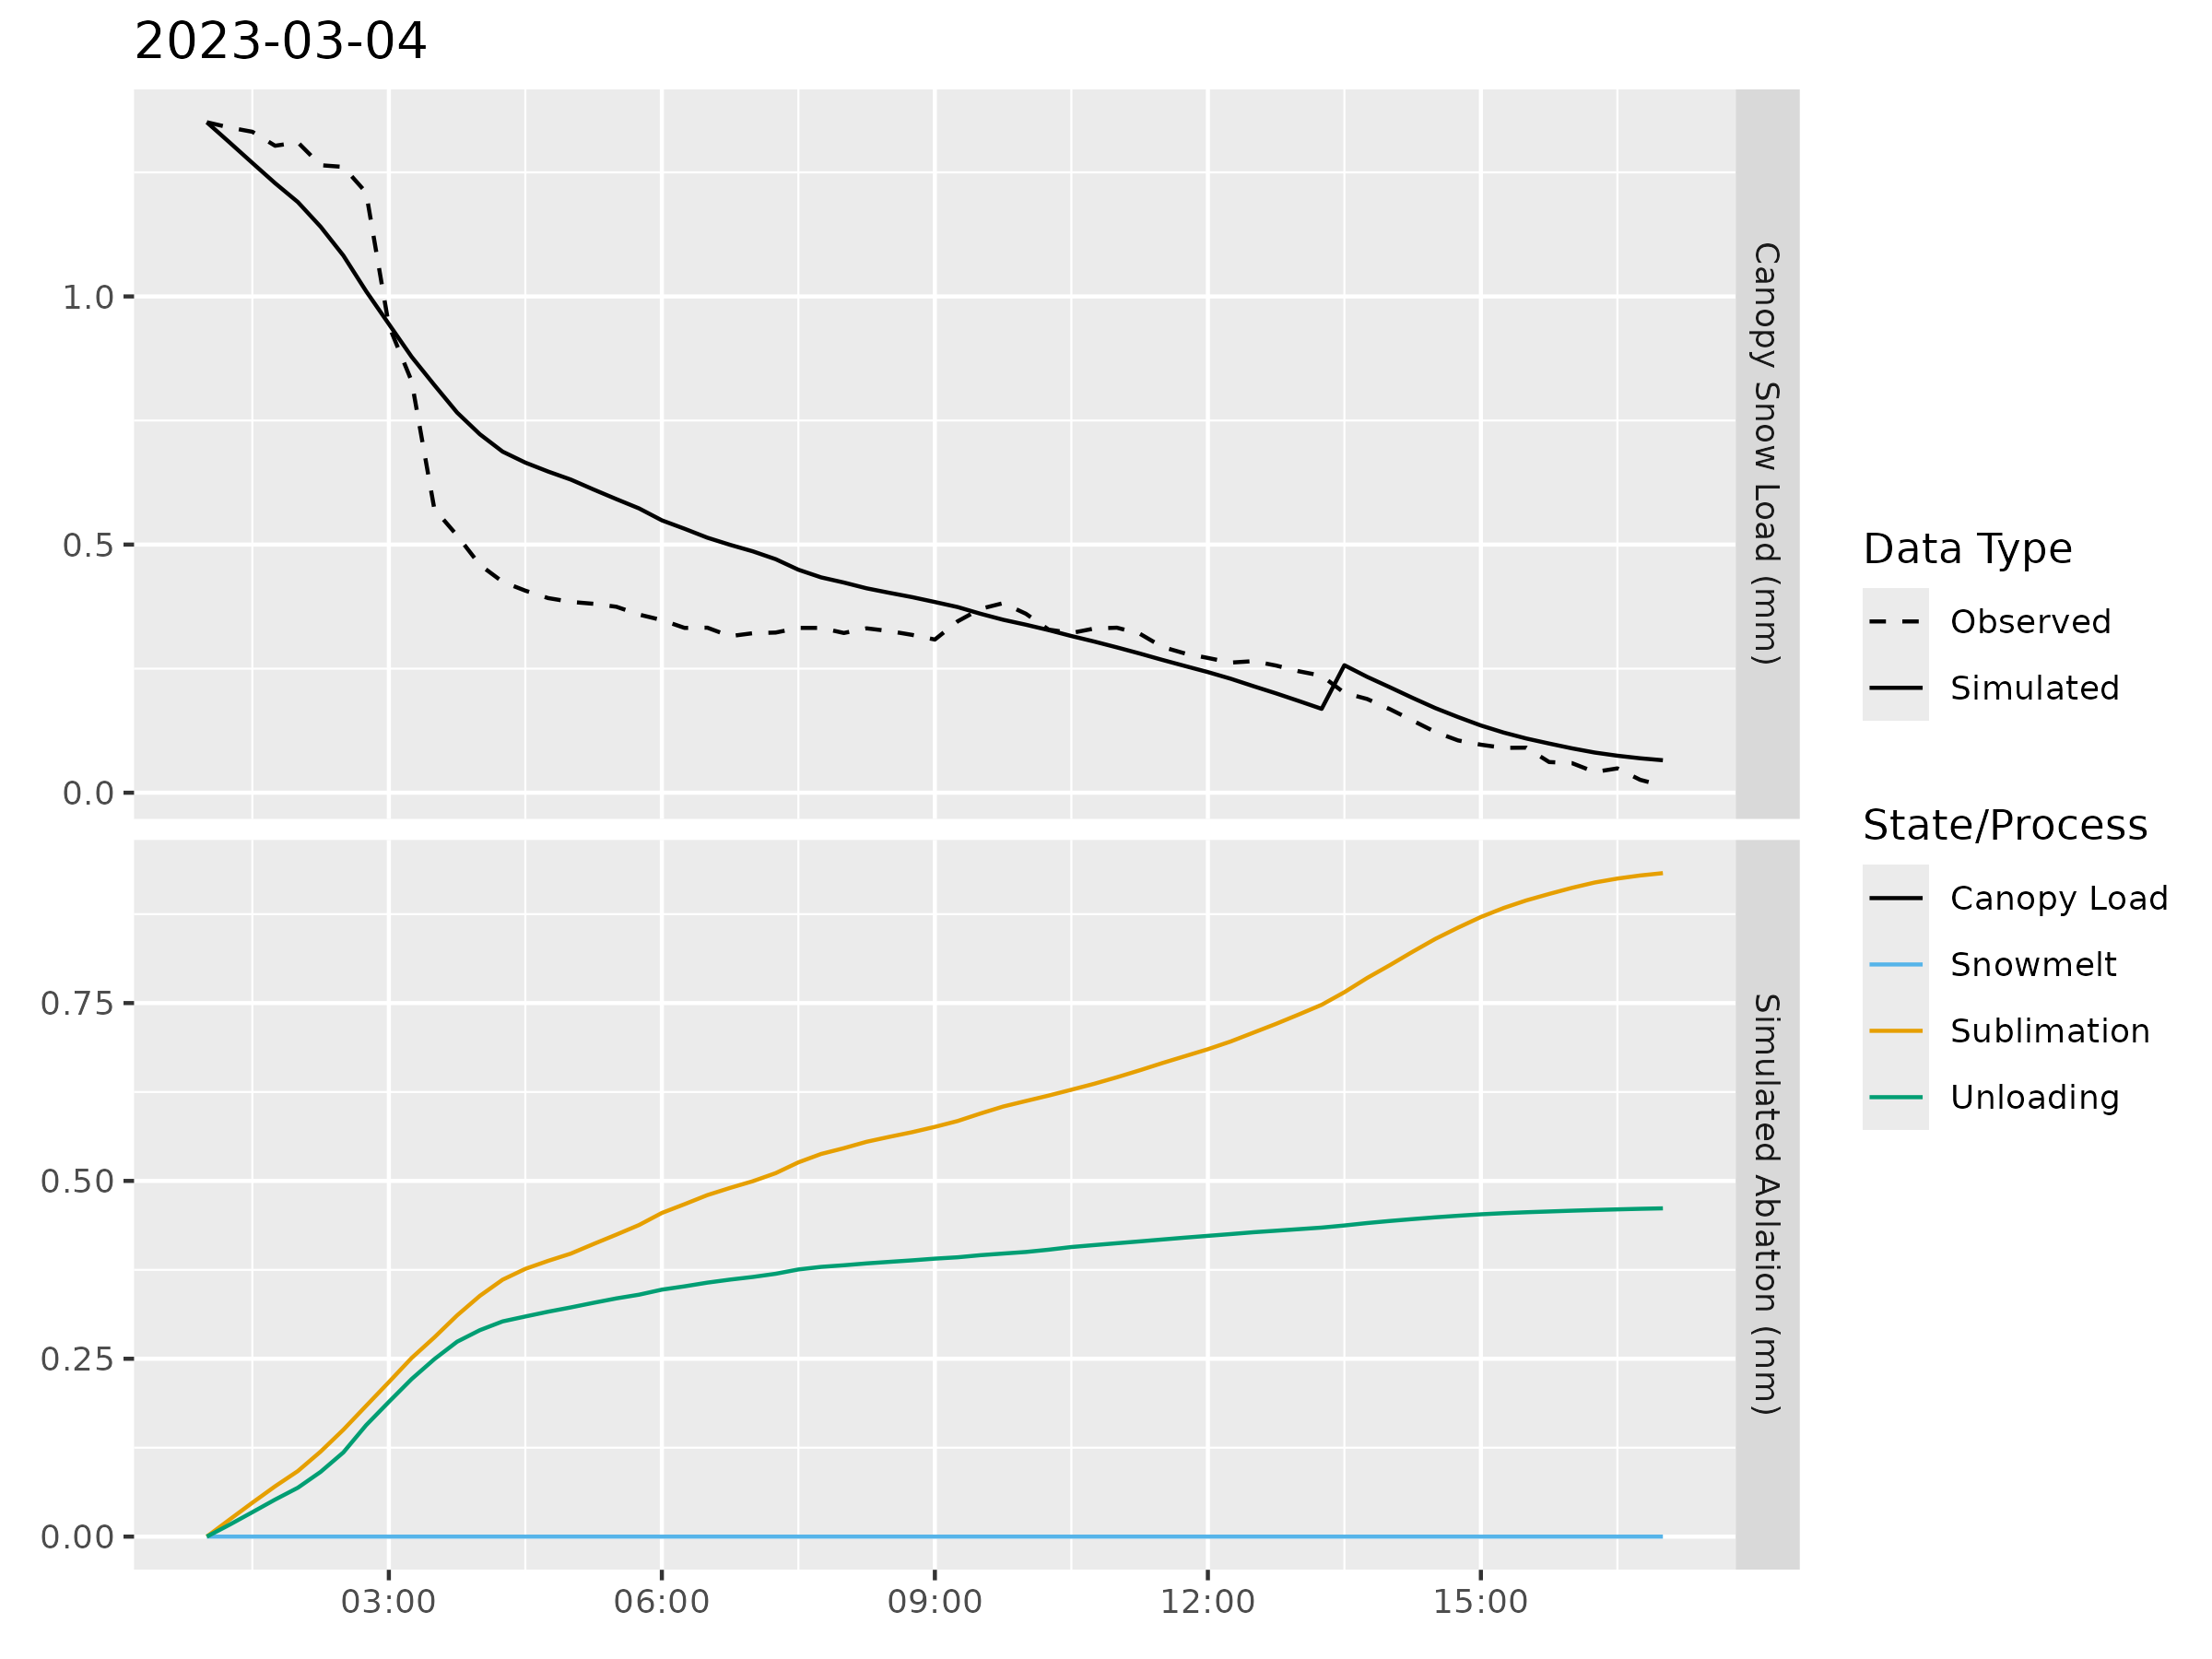 2023-03-04
1.0
0.5
0.0
Canopy Snow Load (mm)
0.75
0.50
0.25
0.00
Simulated Ablation (mm)
03:00 06:00 09:00 12:00 15:00
Data Type
Observed
Simulated
State/Process
Canopy Load
Snowmelt
Sublimation
Unloading